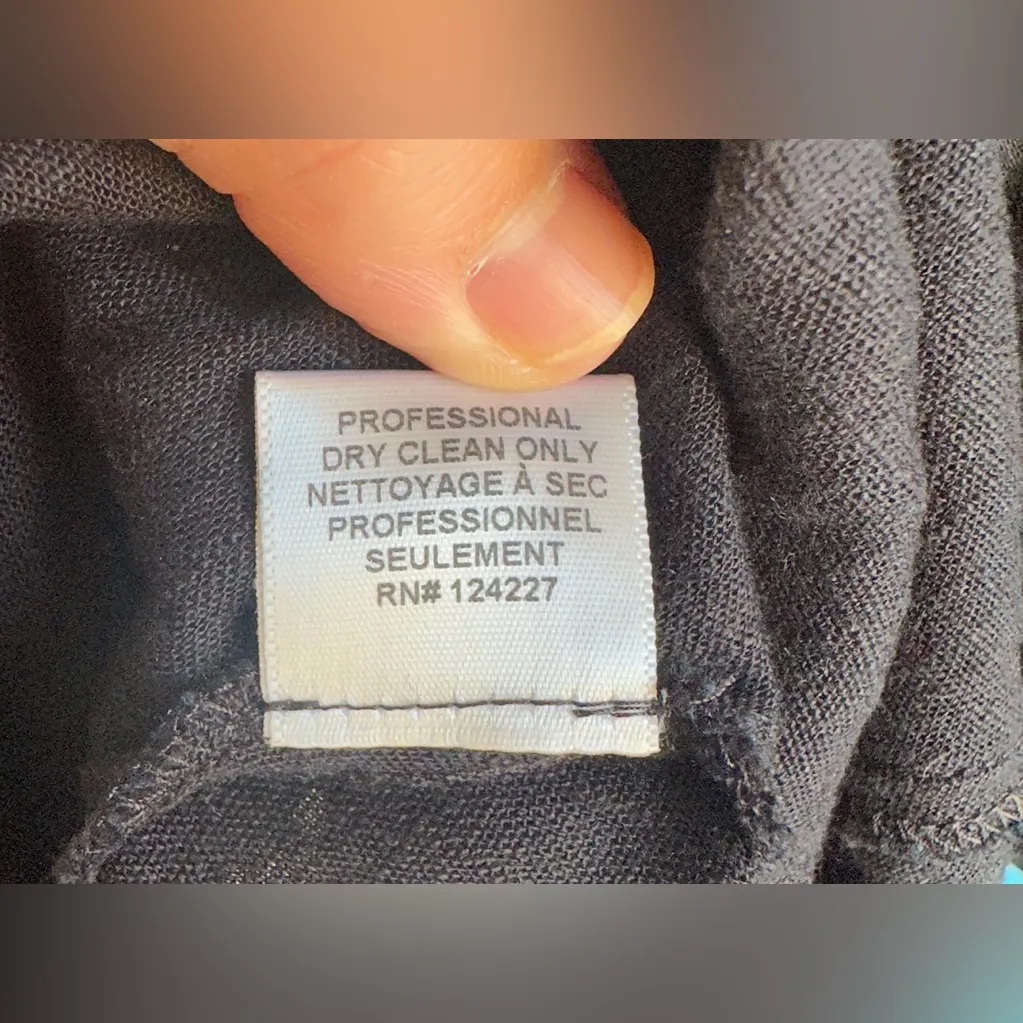 PROFESSIONAL
DRY CLEAN ONLY
NETTOYAGE À SEC
PROFESSIONNEL
SEULEMENT
RN# 124227